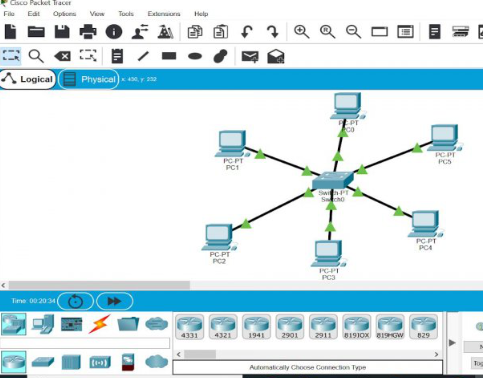 Cisco Packet Tracer
File Edit Options View Tools Extensions Help
Logical Physical x: 450, y: 253
PC-PT
PC0
PC-PT
PC1
PC-PT
PC5
Switch-PT
Switch0
PC-PT
PC2
PC-PT
PC4
PC-PT
PC3
Time: 00:20:34
4331 4321 1941 2901 2911 819IOX 819HGW 829
Automatically Choose Connection Type